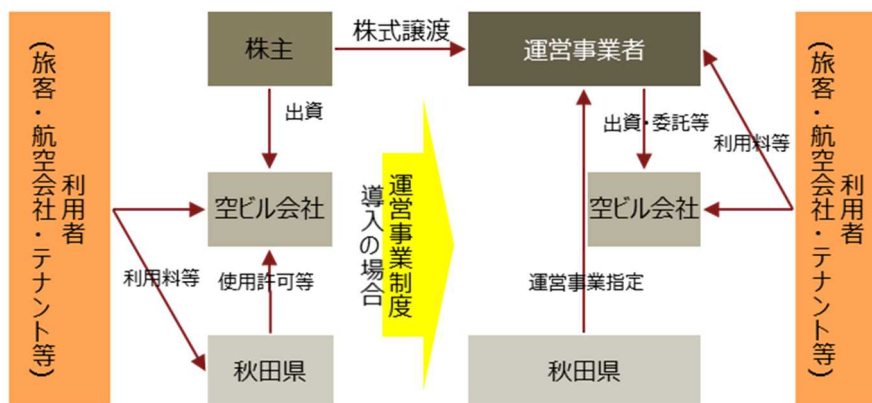 利用者
(旅客・航空会社・テナント等)
株主
株式譲渡
運営事業者
出資
出資・委託等
利用料等
空ビル会社
運営事業制度
導入の場合
空ビル会社
利用料等
使用許可等
運営事業指定
秋田県
秋田県
利用者
(旅客・航空会社・テナント等)